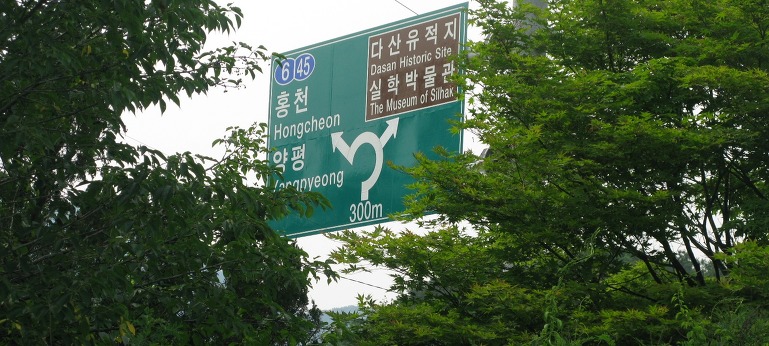 6 45
홍천
Hongcheon
약평
Yangpyeong
다산유적지
Dasan Historic Site
실학박물관
The Museum of Silhak
300m